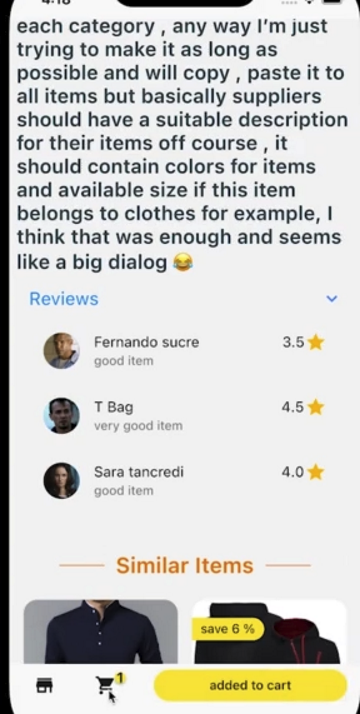 4:18
each category , any way I'm just
trying to make it as long as
possible and will copy , paste it to
all items but basically suppliers
should have a suitable description
for their items off course , it
should contain colors for items
and available size if this item
belongs to clothes for example, I
think that was enough and seems
like a big dialog 😂
Reviews
Fernando sucre 3.5
good item
T Bag 4.5
very good item
Sara tancredi 4.0
good item
Similar Items
save 6 %
1
added to cart